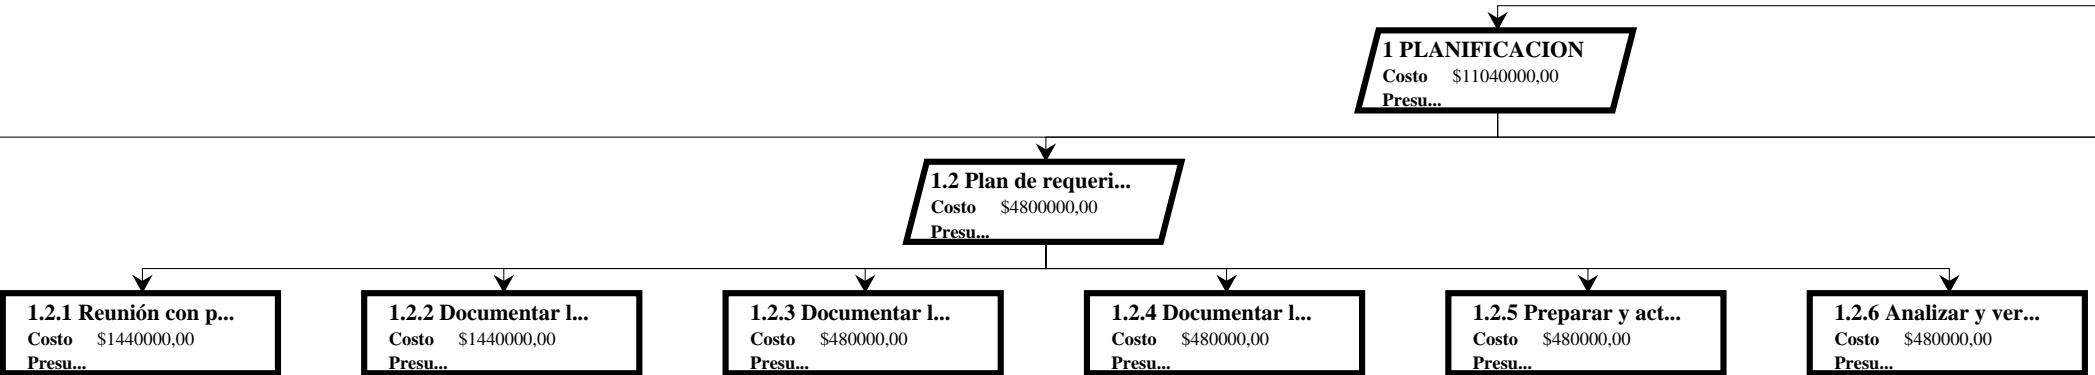 1 PLANIFICACION
Costo $11040000,00
Presu...
1.2 Plan de requeri...
Costo $4800000,00
Presu...
1.2.1 Reunión con p...
Costo $1440000,00
Presu...
1.2.2 Documentar l...
Costo $1440000,00
Presu...
1.2.3 Documentar l...
Costo $480000,00
Presu...
1.2.4 Documentar l...
Costo $480000,00
Presu...
1.2.5 Preparar y act...
Costo $480000,00
Presu...
1.2.6 Analizar y ver...
Costo $480000,00
Presu...